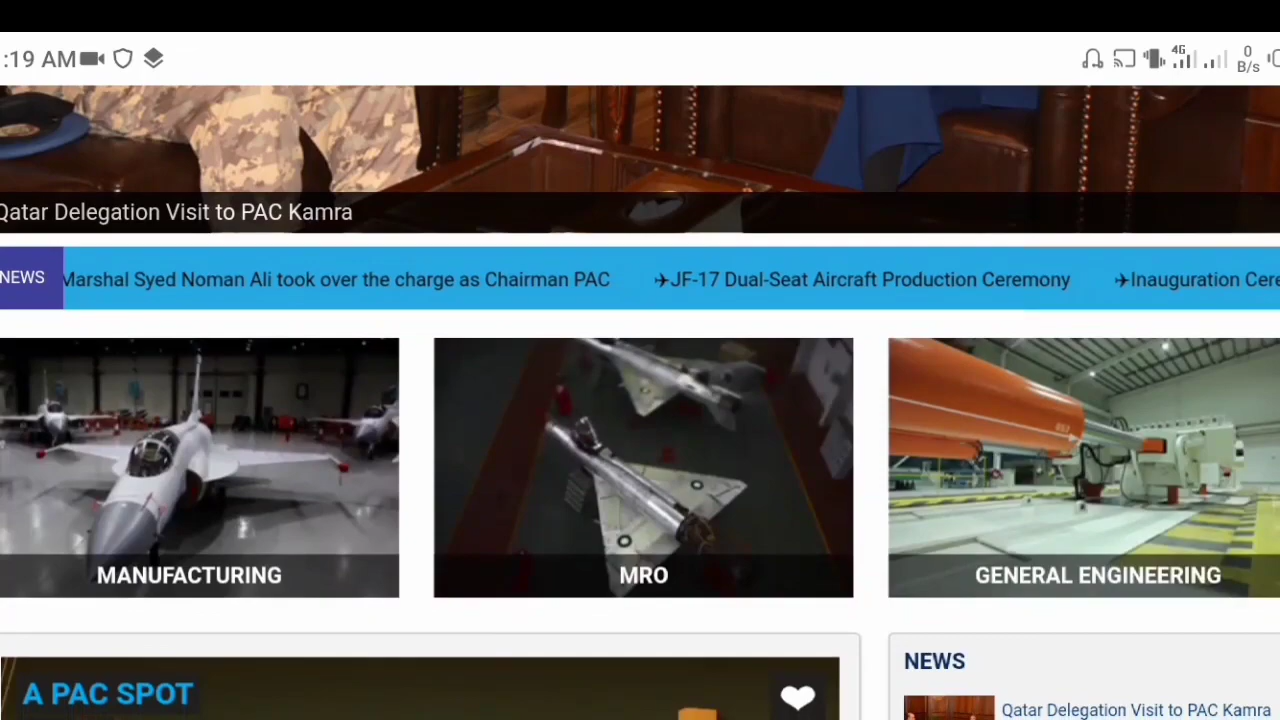 :19 AM
4G
0
B/s
Qatar Delegation Visit to PAC Kamra
NEWS
Marshal Syed Noman Ali took over the charge as Chairman PAC ✈JF-17 Dual-Seat Aircraft Production Ceremony ✈Inauguration Cere
MANUFACTURING
MRO
GENERAL ENGINEERING
A PAC SPOT
NEWS
Qatar Delegation Visit to PAC Kamra